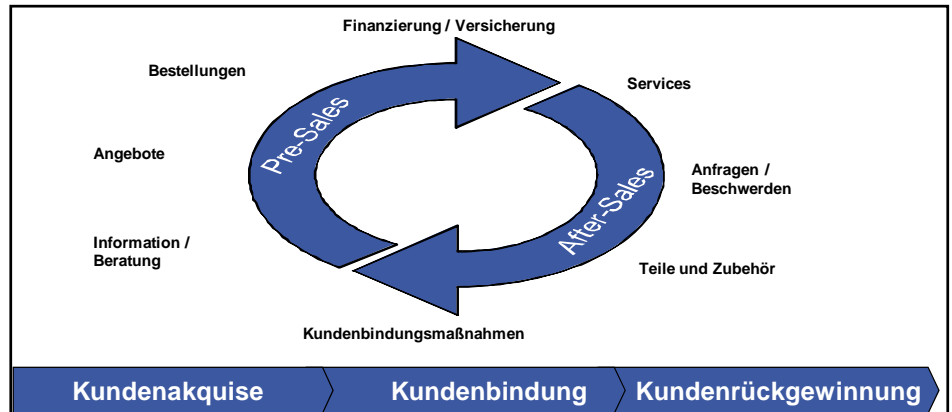 Finanzierung / Versicherung
Bestellungen
Services
Pre-Sales
Angebote
Anfragen /
Beschwerden
After-Sales
Information /
Beratung
Teile und Zubehör
Kundenbindungsmaßnahmen
Kundenakquise
Kundenbindung
Kundenrückgewinnung